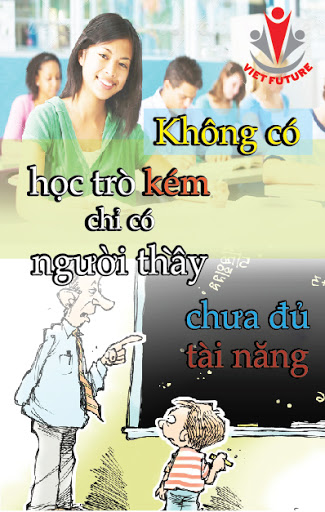 VIET FUTURE
Không có
học trò kém
chỉ có
người thầy
chưa đủ
tài năng